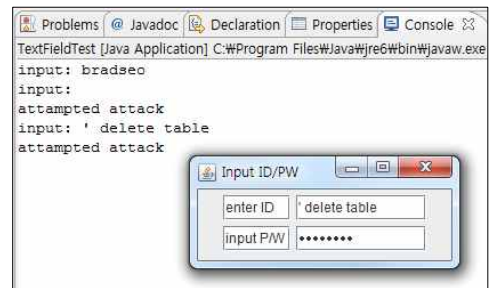 Problems @ Javadoc Declaration Properties Console
TextFieldTest [Java Application] C:₩Program Files₩Java₩jre6₩bin₩javaw.exe
input: bradseo
input:
attampted attack
input: ' delete table
attampted attack
Input ID/PW
enter ID ' delete table
input P/W ••••••••